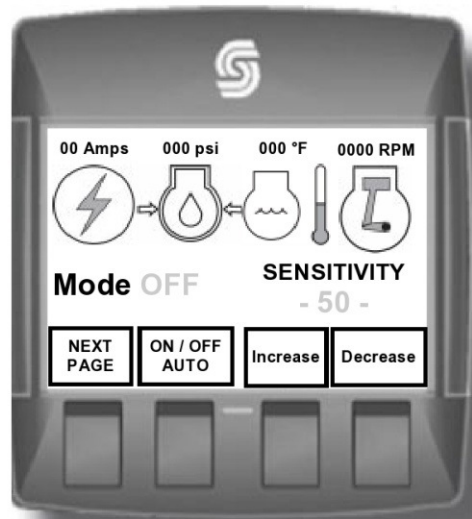 00 Amps 000 psi 000 °F 0000 RPM
Mode OFF
SENSITIVITY
- 50 -
NEXT
PAGE
ON / OFF
AUTO
Increase
Decrease